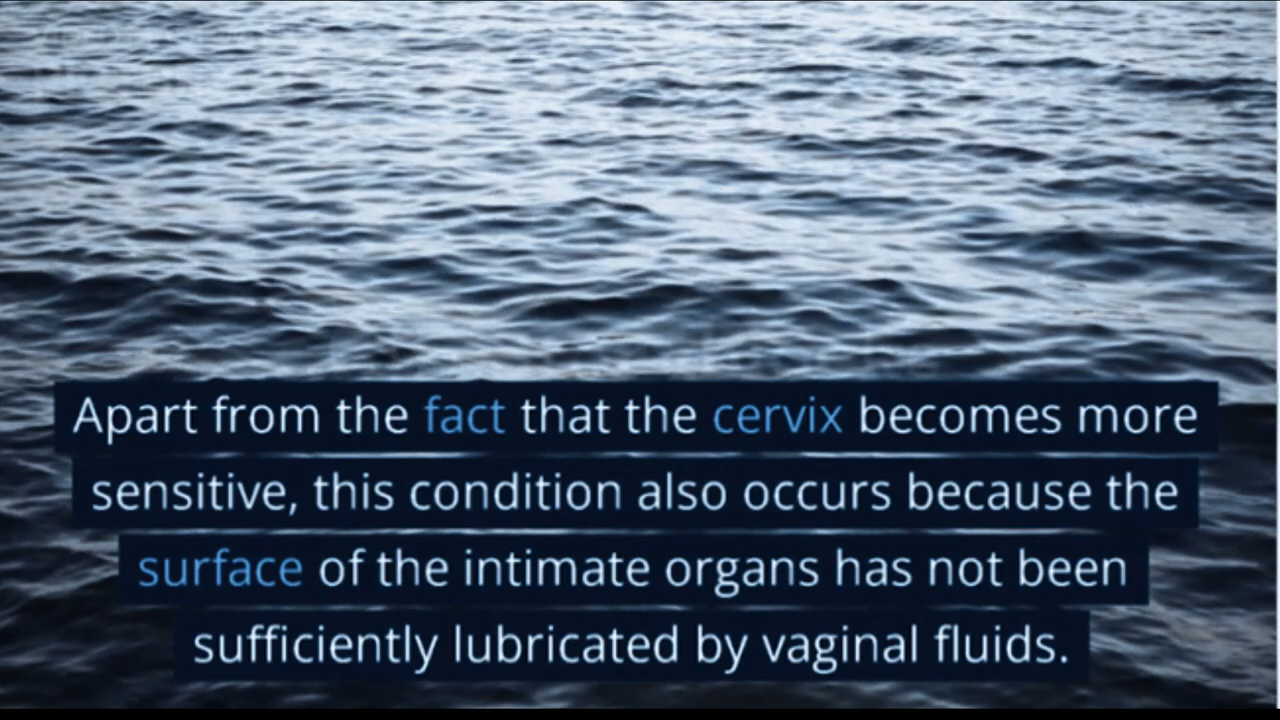 Apart from the fact that the cervix becomes more
sensitive, this condition also occurs because the
surface of the intimate organs has not been
sufficiently lubricated by vaginal fluids.